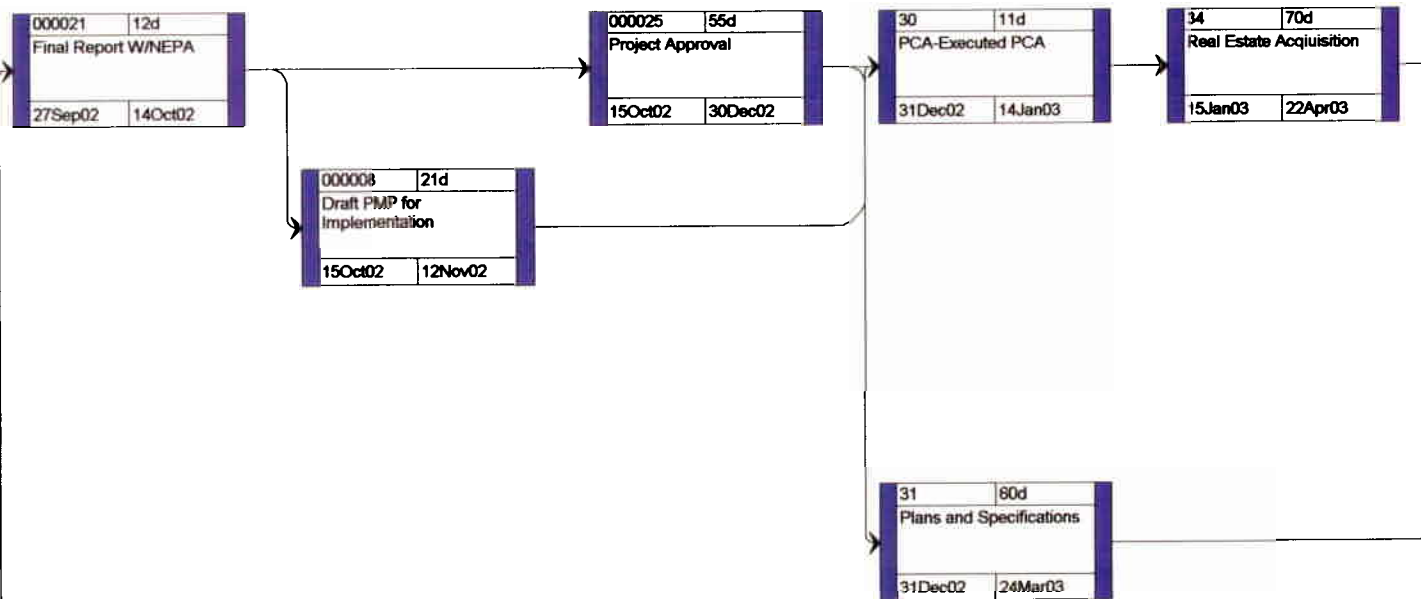 000021 12d
Final Report W/NEPA
27Sep02 14Oct02
000025 55d
Project Approval
15Oct02 30Dec02
30 11d
PCA-Executed PCA
31Dec02 14Jan03
34 70d
Real Estate Acqiuisition
15Jan03 22Apr03
000008 21d
Draft PMP for
Implementation
15Oct02 12Nov02
31 60d
Plans and Specifications
31Dec02 24Mar03